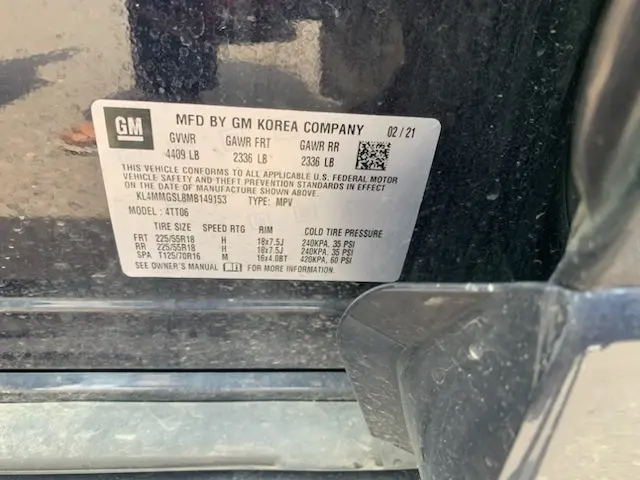 GM
MFD BY GM KOREA COMPANY 02/21
GVWR GAWR FRT GAWR RR
4409 LB 2336 LB 2336 LB
THIS VEHICLE CONFORMS TO ALL APPLICABLE U.S. FEDERAL MOTOR
VEHICLE SAFETY, BUMPER, AND THEFT PREVENTION STANDARDS IN EFFECT
ON THE DATE OF MANUFACTURE SHOWN ABOVE.
KL4MMGSL8MB149153 TYPE: MPV
MODEL: 4TT06
TIRE SIZE SPEED RTG RIM COLD TIRE PRESSURE
FRT 225/55R18 H 18x7.5J 240KPA, 35 PSI
RR 225/55R18 H 18x7.5J 240KPA, 35 PSI
SPA T125/70R16 M 16x4.0BT 420KPA, 60 PSI
SEE OWNER'S MANUAL FOR MORE INFORMATION.